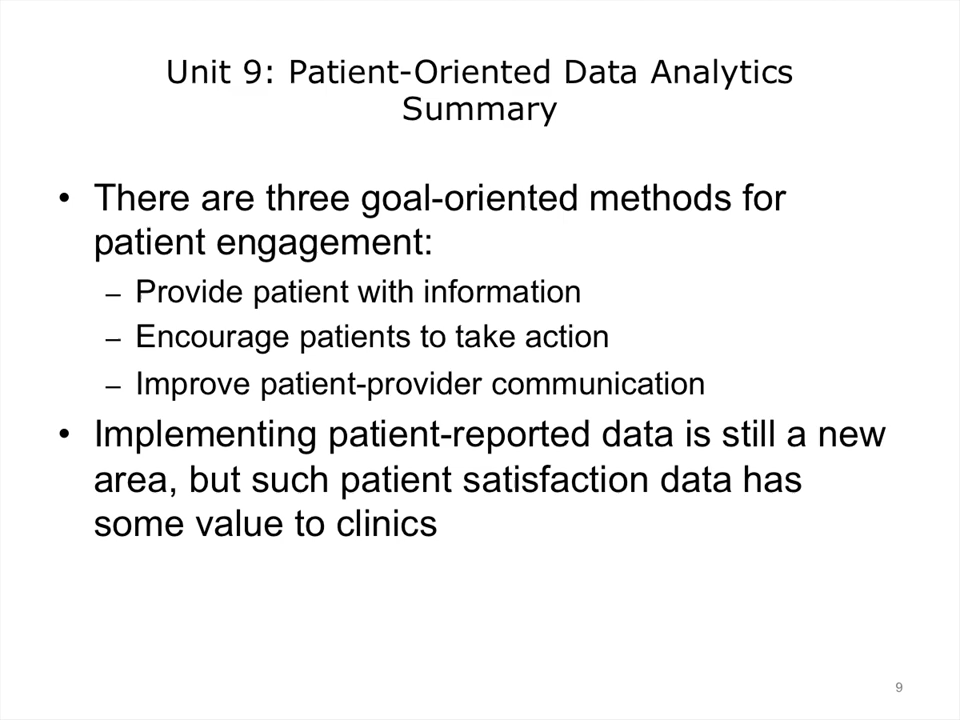 Unit 9: Patient-Oriented Data Analytics
Summary
• There are three goal-oriented methods for
patient engagement:
– Provide patient with information
– Encourage patients to take action
– Improve patient-provider communication
• Implementing patient-reported data is still a new
area, but such patient satisfaction data has
some value to clinics
9